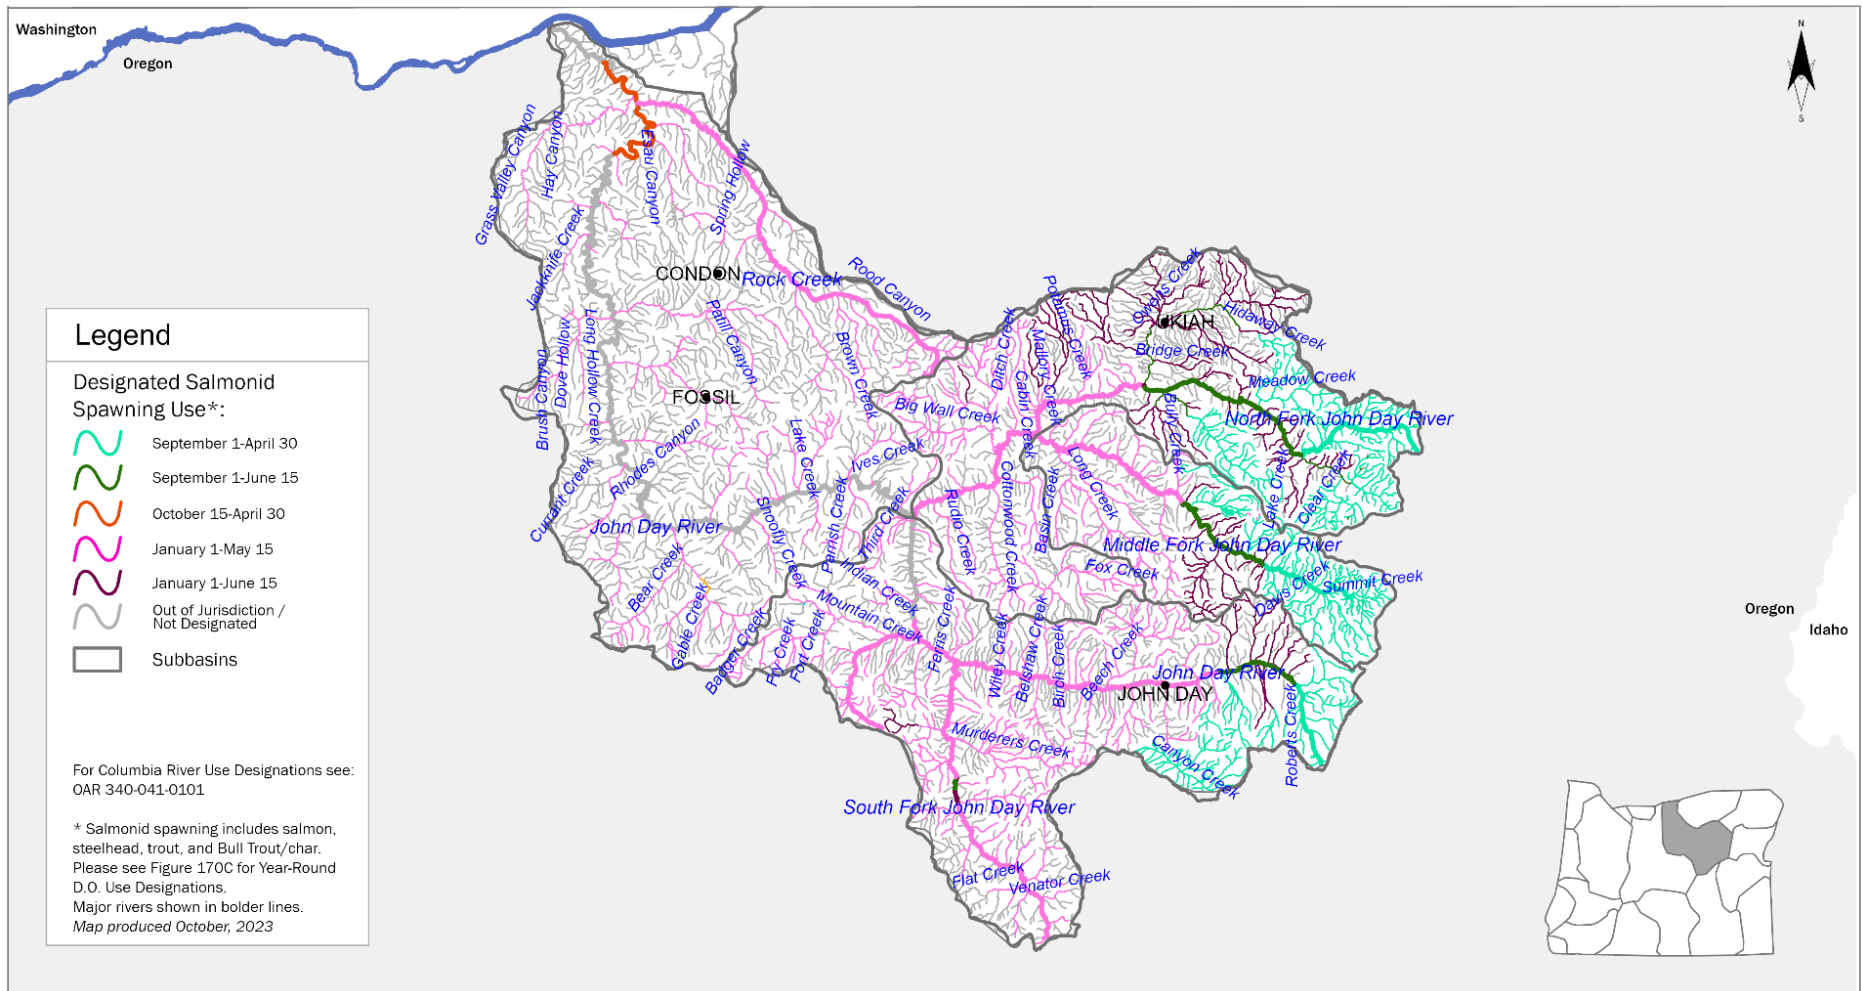 Washington
Oregon
N
S
Grass Valley Canyon
Hay Canyon
Esau Canyon
Spring Hollow
Jackknife Creek
CONDON
Rock Creek
Rood Canyon
Long Hollow Creek
Dove Hollow
Brush Canyon
Patill Canyon
Brown Creek
FOSSIL
Ditch Creek
Mallory Creek
Potamus Creek
Owens Creek
UKIAH
Hidaway Creek
Bridge Creek
Meadow Creek
Cabin Creek
Big Wall Creek
Bully Creek
North Fork John Day River
Rhodes Canyon
Lake Creek
Ives Creek
Currant Creek
John Day River
Shoofly Creek
Parrish Creek
Third Creek
Rudio Creek
Cottonwood Creek
Basin Creek
Long Creek
Lake Creek
Clear Creek
Middle Fork John Day River
Fox Creek
Davis Creek
Summit Creek
Bear Creek
Gable Creek
Badger Creek
Fry Creek
Fort Creek
Indian Creek
Mountain Creek
Ferris Creek
Wiley Creek
Belshaw Creek
Birch Creek
Beech Creek
John Day River
JOHN DAY
Roberts Creek
Canyon Creek
Murderers Creek
South Fork John Day River
Flat Creek
Venator Creek
Oregon
Idaho
Legend
Designated Salmonid
Spawning Use*:
September 1-April 30
September 1-June 15
October 15-April 30
January 1-May 15
January 1-June 15
Out of Jurisdiction /
Not Designated
Subbasins
For Columbia River Use Designations see:
OAR 340-041-0101
* Salmonid spawning includes salmon,
steelhead, trout, and Bull Trout/char.
Please see Figure 170C for Year-Round
D.O. Use Designations.
Major rivers shown in bolder lines.
Map produced October, 2023